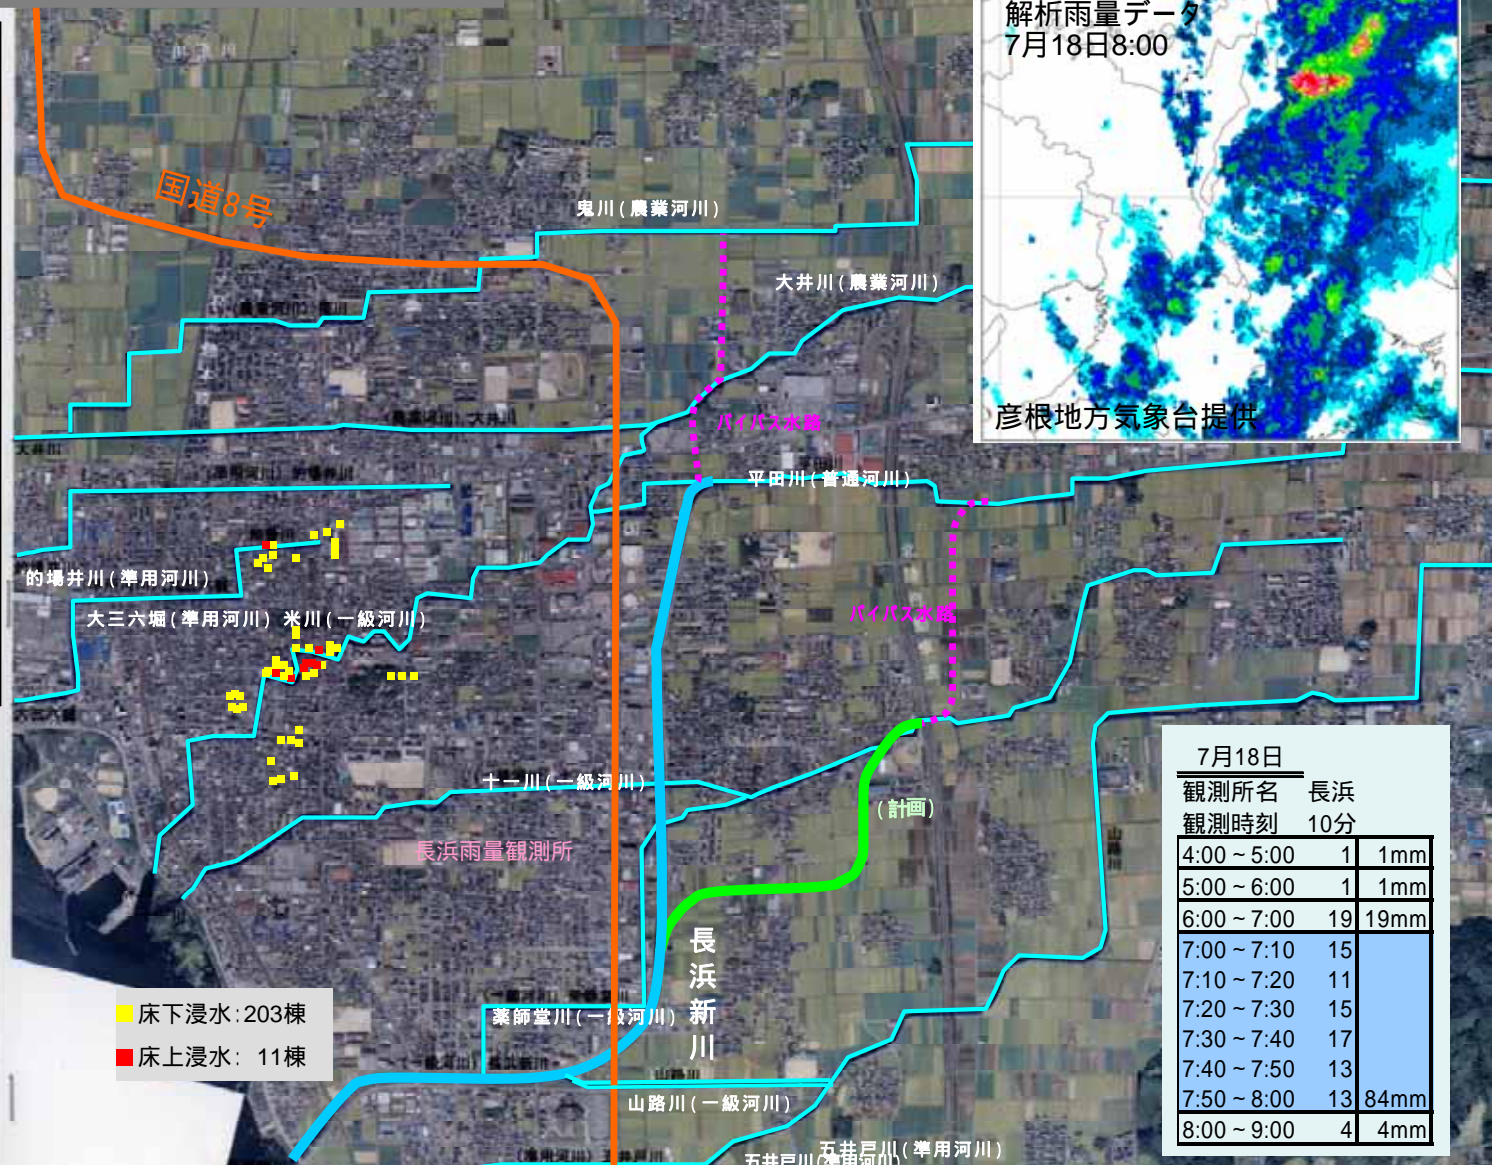 解析雨量データ
7月18日8:00
彦根地方気象台提供
国道8号
鬼川(農業河川)
大井川(農業河川)
バイパス水路
平田川(普通河川)
的場井川(準用河川)
大三六堀(準用河川)
米川(一級河川)
バイパス水路
十一川(一級河川)
(計画)
長浜雨量観測所
長浜新川
薬師堂川(一級河川)
山路川
山路川(一級河川)
五井戸川(準用河川)
五井戸川(準用河川)
床下浸水:203棟
床上浸水: 11棟
7月18日
観測所名 長浜
観測時刻 10分
4:00~5:00 1 1mm
5:00~6:00 1 1mm
6:00~7:00 19 19mm
7:00~7:10 15
7:10~7:20 11
7:20~7:30 15
7:30~7:40 17
7:40~7:50 13
7:50~8:00 13 84mm
8:00~9:00 4 4mm